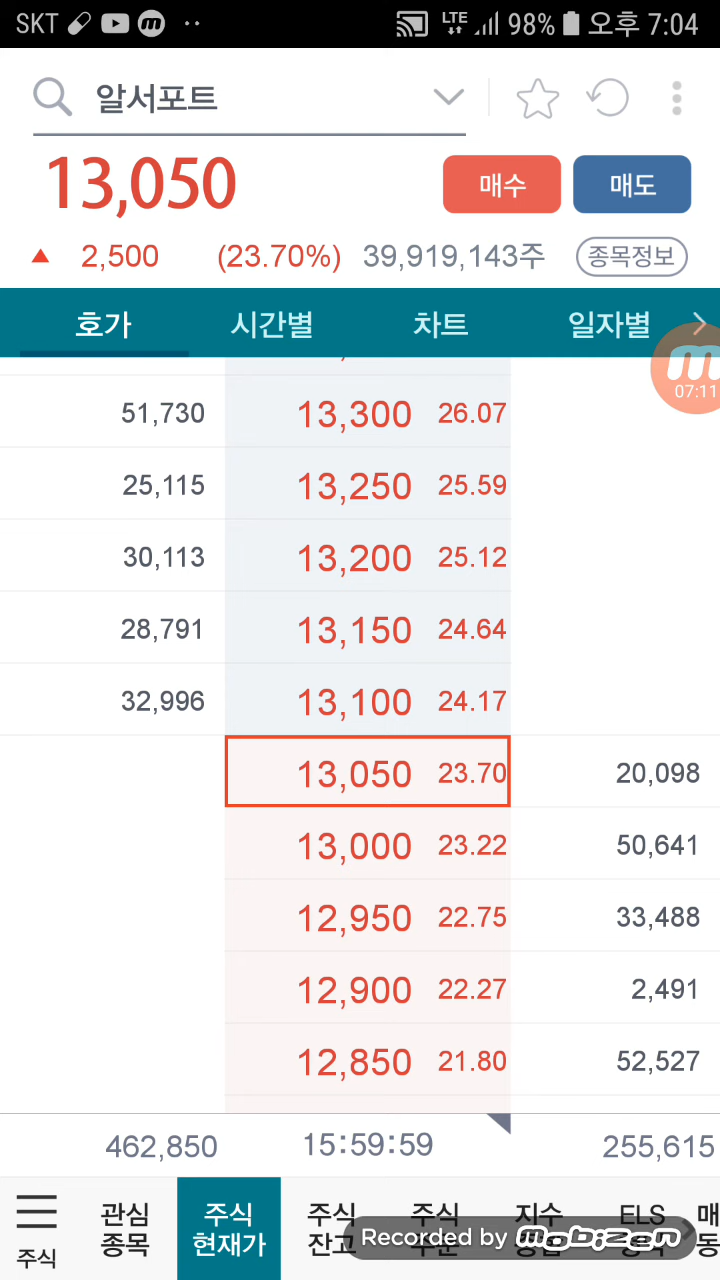 SKT LTE 98% 오후 7:04
알서포트
13,050 매수 매도
▲ 2,500 (23.70%) 39,919,143주 종목정보
호가 시간별 차트 일자별
07:11
51,730 13,300 26.07
25,115 13,250 25.59
30,113 13,200 25.12
28,791 13,150 24.64
32,996 13,100 24.17
13,050 23.70 20,098
13,000 23.22 50,641
12,950 22.75 33,488
12,900 22.27 2,491
12,850 21.80 52,527
462,850 15:59:59 255,615
주식
관심
종목
주식
현재가
주식
잔고
주식
지수
ELS
Recorded by mobizen